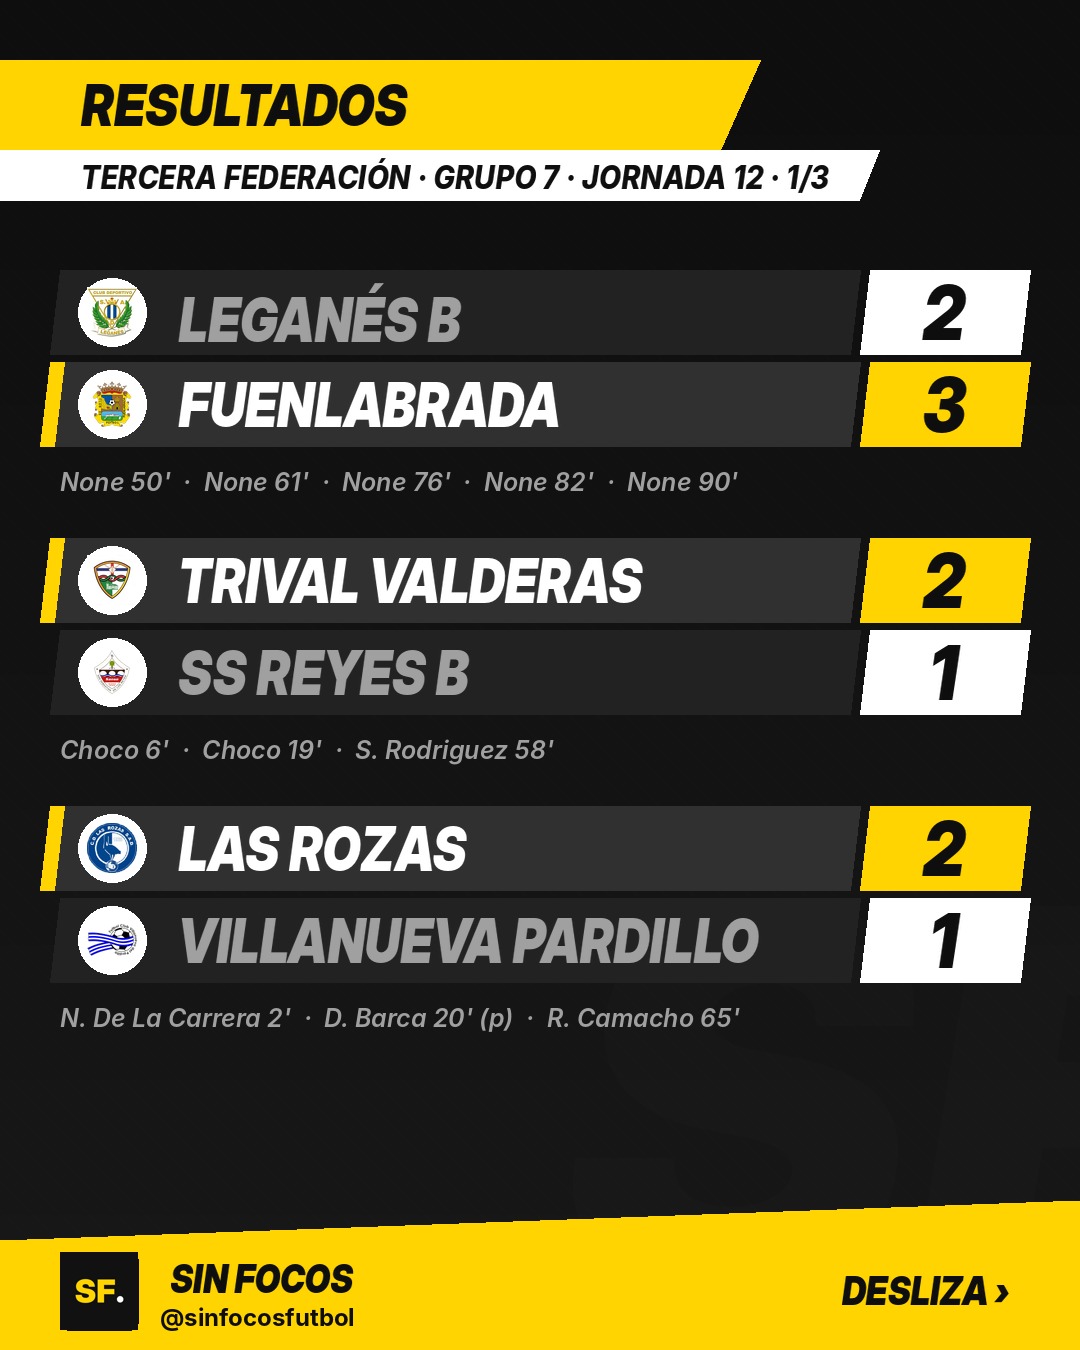 RESULTADOS
TERCERA FEDERACIÓN · GRUPO 7 · JORNADA 12 · 1/3
LEGANÉS B 2
FUENLABRADA 3
None 50' · None 61' · None 76' · None 82' · None 90'
TRIVAL VALDERAS 2
SS REYES B 1
Choco 6' · Choco 19' · S. Rodriguez 58'
LAS ROZAS 2
VILLANUEVA PARDILLO 1
N. De La Carrera 2' · D. Barca 20' (p) · R. Camacho 65'
SF.
SIN FOCOS
@sinfocosfutbol
DESLIZA ›